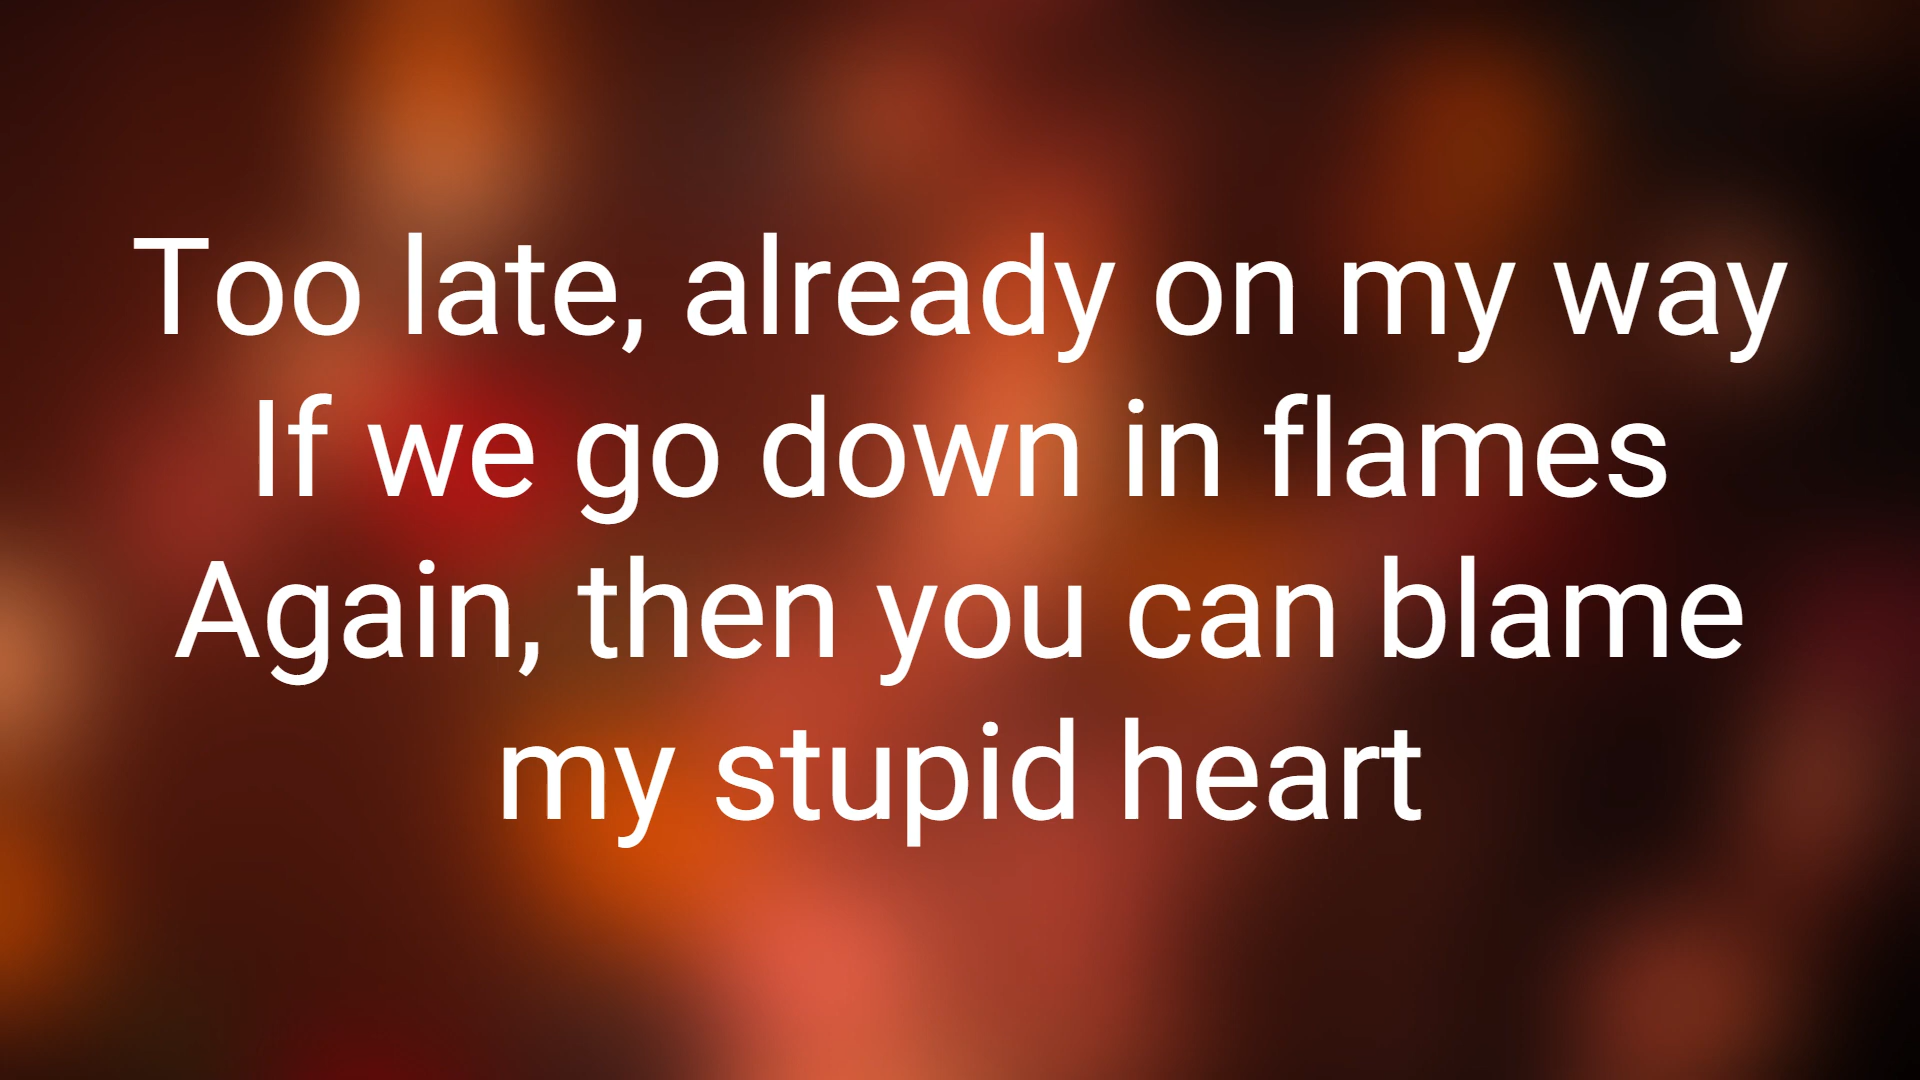 Too late, already on my way
If we go down in flames
Again, then you can blame
my stupid heart